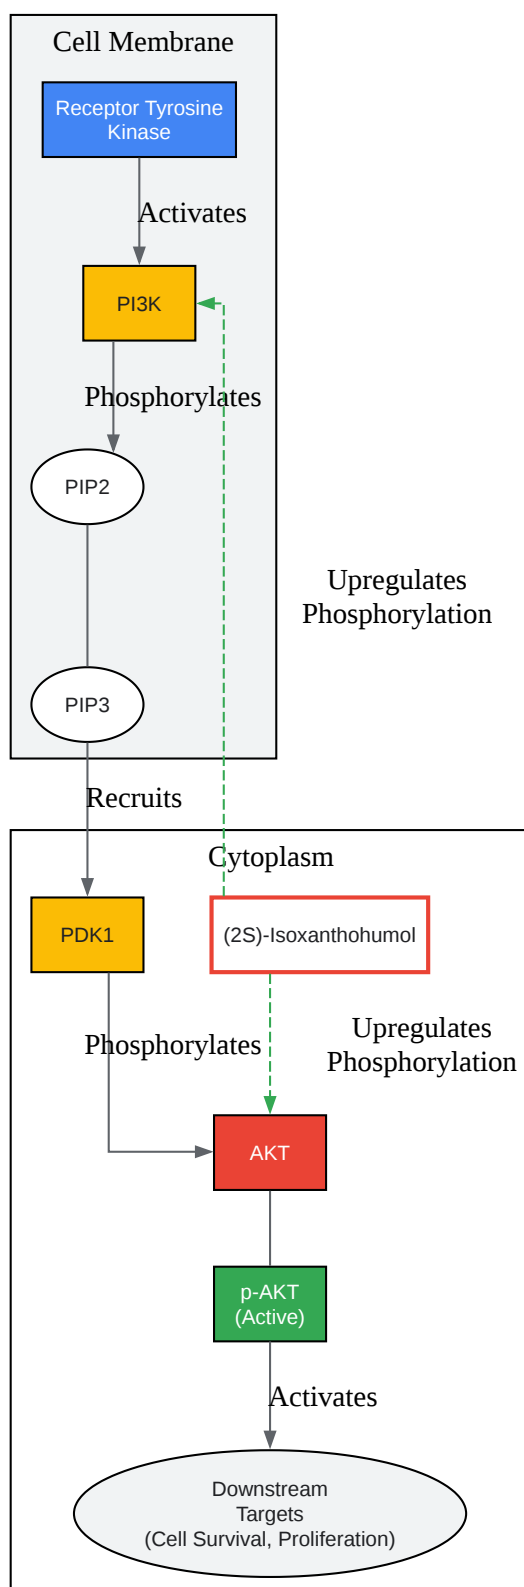 Cell Membrane
Receptor Tyrosine
Kinase
Activates
PI3K
Phosphorylates
PIP2
Upregulates
Phosphorylation
PIP3
Recruits
Cytoplasm
PDK1
(2S)-Isoxanthohumol
Phosphorylates
Upregulates
Phosphorylation
AKT
p-AKT
(Active)
Activates
Downstream
Targets
(Cell Survival, Proliferation)